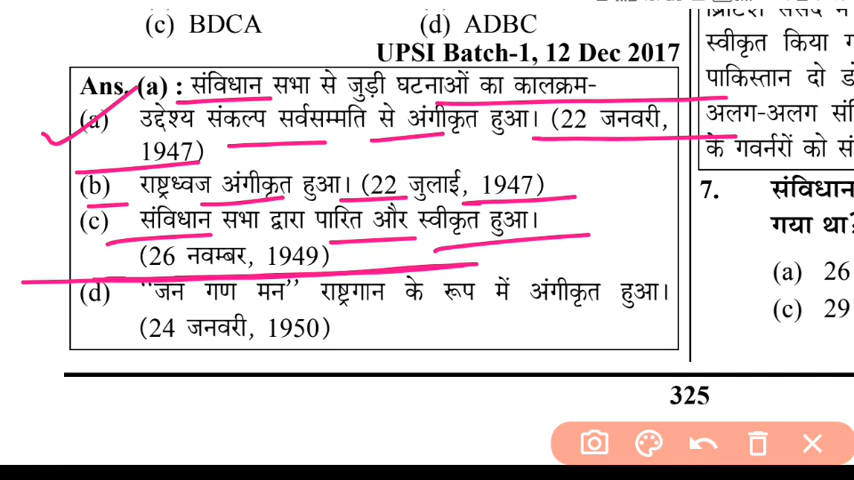 (c) BDCA (d) ADBC
UPSI Batch-1, 12 Dec 2017
Ans. (a) : संविधान सभा से जुड़ी घटनाओं का कालक्रम-
(a) उद्देश्य संकल्प सर्वसम्मति से अंगीकृत हुआ। (22 जनवरी,
1947)
(b) राष्ट्रध्वज अंगीकृत हुआ। (22 जुलाई, 1947)
(c) संविधान सभा द्वारा पारित और स्वीकृत हुआ।
(26 नवम्बर, 1949)
(d) ‘‘जन गण मन’’ राष्ट्रगान के रूप में अंगीकृत हुआ।
(24 जनवरी, 1950)
स्वीकृत किया
पाकिस्तान दो
अलग-अलग
के गवर्नरों को
7. संविधान
गया था?
(a) 26
(c) 29
325